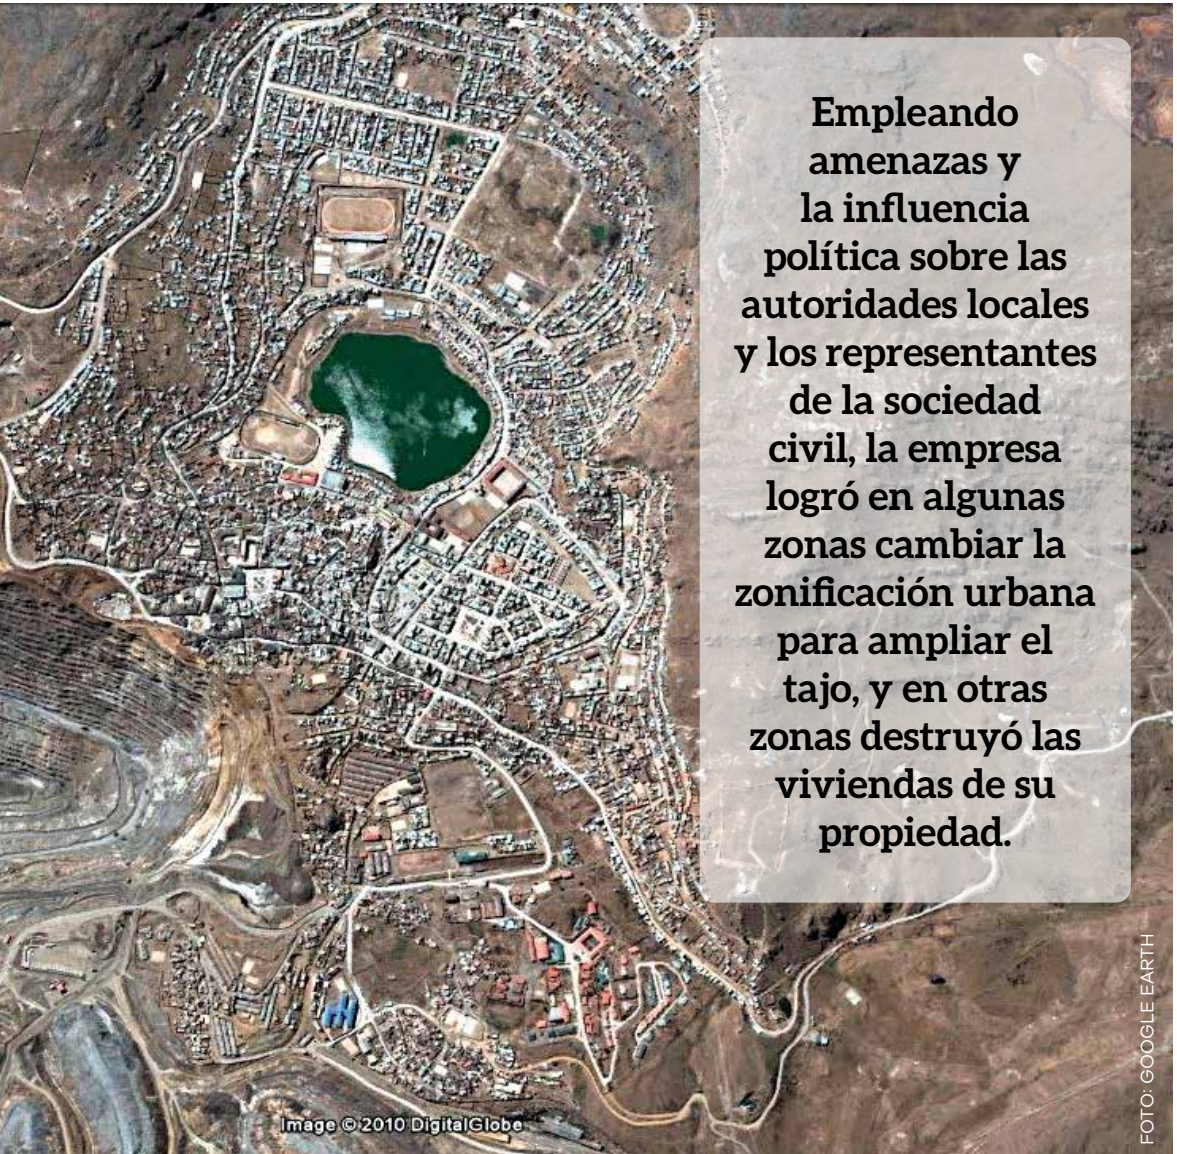 Empleando
amenazas y
la influencia
política sobre las
autoridades locales
y los representantes
de la sociedad
civil, la empresa
logró en algunas
zonas cambiar la
zonificación urbana
para ampliar el
tajo, y en otras
zonas destruyó las
viviendas de su
propiedad.
FOTO: GOOGLE EARTH
Image © 2010 DigitalGlobe